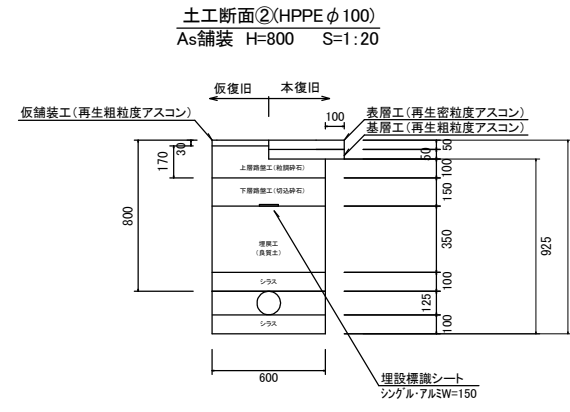 土工断面②(HPPEφ100)
As舗装 H=800 S=1:20
仮復旧 本復旧
仮舗装工(再生粗粒度アスコン)
100
表層工(再生密粒度アスコン)
基層工(再生粗粒度アスコン)
30
50
50
170
上層路盤工(粒調砕石)
100
下層路盤工(切込砕石)
150
800
埋戻工
(良質土)
350
925
シラス
100
125
シラス
100
600
埋設標識シート
シングル・アルミW=150